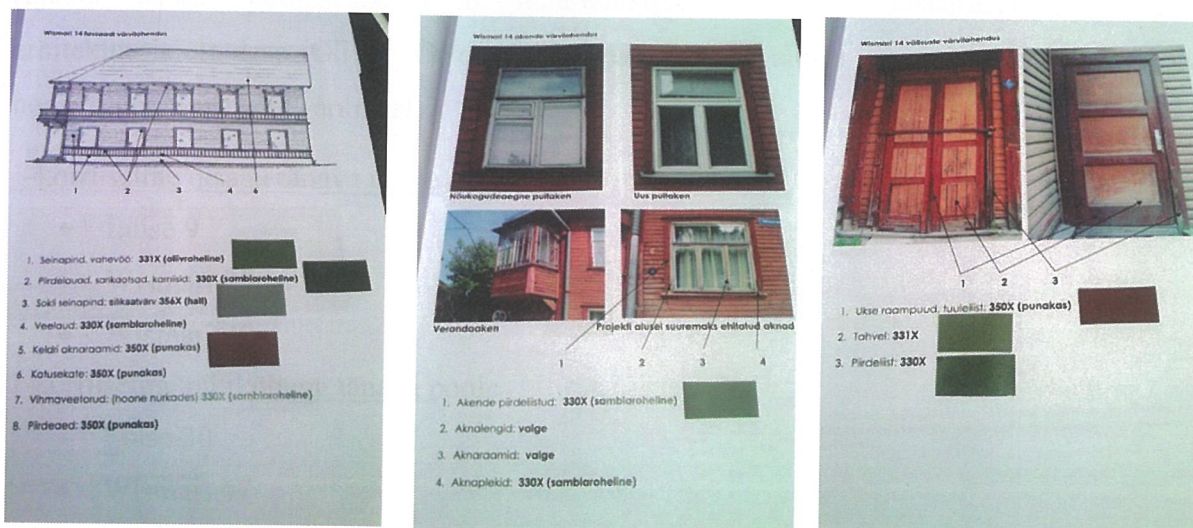 Wismari 14 fassaadi värvilahendus
1 2 3 4 6
1. Seinapind, vahevöö: 331X (oliivroheline)
2. Piirdelauad, sarikaotsad, karniisid: 330X (samblaroheline)
3. Sokli seinapind: silikaatvärv 356X (hall)
4. Veelaud: 330X (samblaroheline)
5. Keldri aknaraamid: 350X (punakas)
6. Katusekate: 350X (punakas)
7. Vihmaveetorud: (hoone nurkades) 330X (samblaroheline)
8. Piirdeaed: 350X (punakas)
Wismari 14 akende värvilahendus
Nõukogudeaegne puitaken
Uus puitaken
Verandaaken
Projekti alusel suuremaks ehitatud aknad
1 2 3 4
1. Akende piirdeliistud: 330X (samblaroheline)
2. Aknalengid: valge
3. Aknaraamid: valge
4. Aknaplekid: 330X (samblaroheline)
Wismari 14 välisuste värvilahendus
1 2 3
1. Ukse raampuud, tuuleliist: 350X (punakas)
2. Tahvel: 331X
3. Piirdeliist: 330X